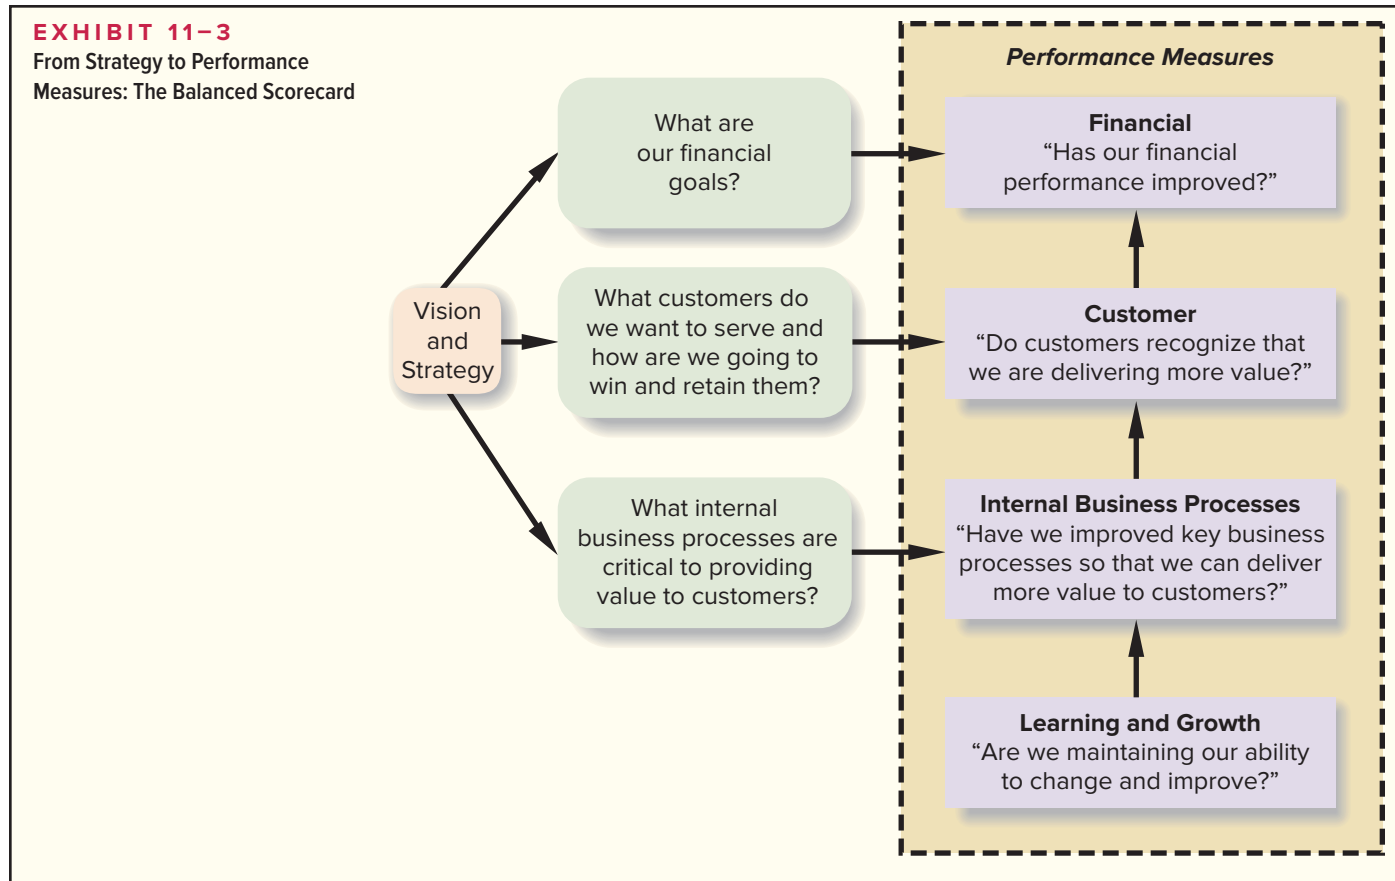 EXHIBIT 11–3
From Strategy to Performance
Measures: The Balanced Scorecard
Vision
and
Strategy
What are
our financial
goals?
What customers do
we want to serve and
how are we going to
win and retain them?
What internal
business processes are
critical to providing
value to customers?
Performance Measures
Financial
“Has our financial
performance improved?”
Customer
“Do customers recognize that
we are delivering more value?”
Internal Business Processes
“Have we improved key business
processes so that we can deliver
more value to customers?”
Learning and Growth
“Are we maintaining our ability
to change and improve?”